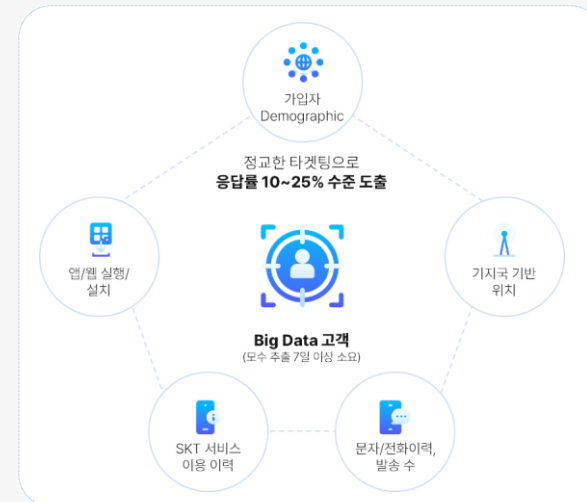 가입자
Demographic
정교한 타겟팅으로
응답률 10~25% 수준 도출
앱/웹 실행/
설치
기지국 기반
위치
Big Data 고객
(모수 추출 7일 이상 소요)
SKT 서비스
이용 이력
문자/전화이력,
발송 수